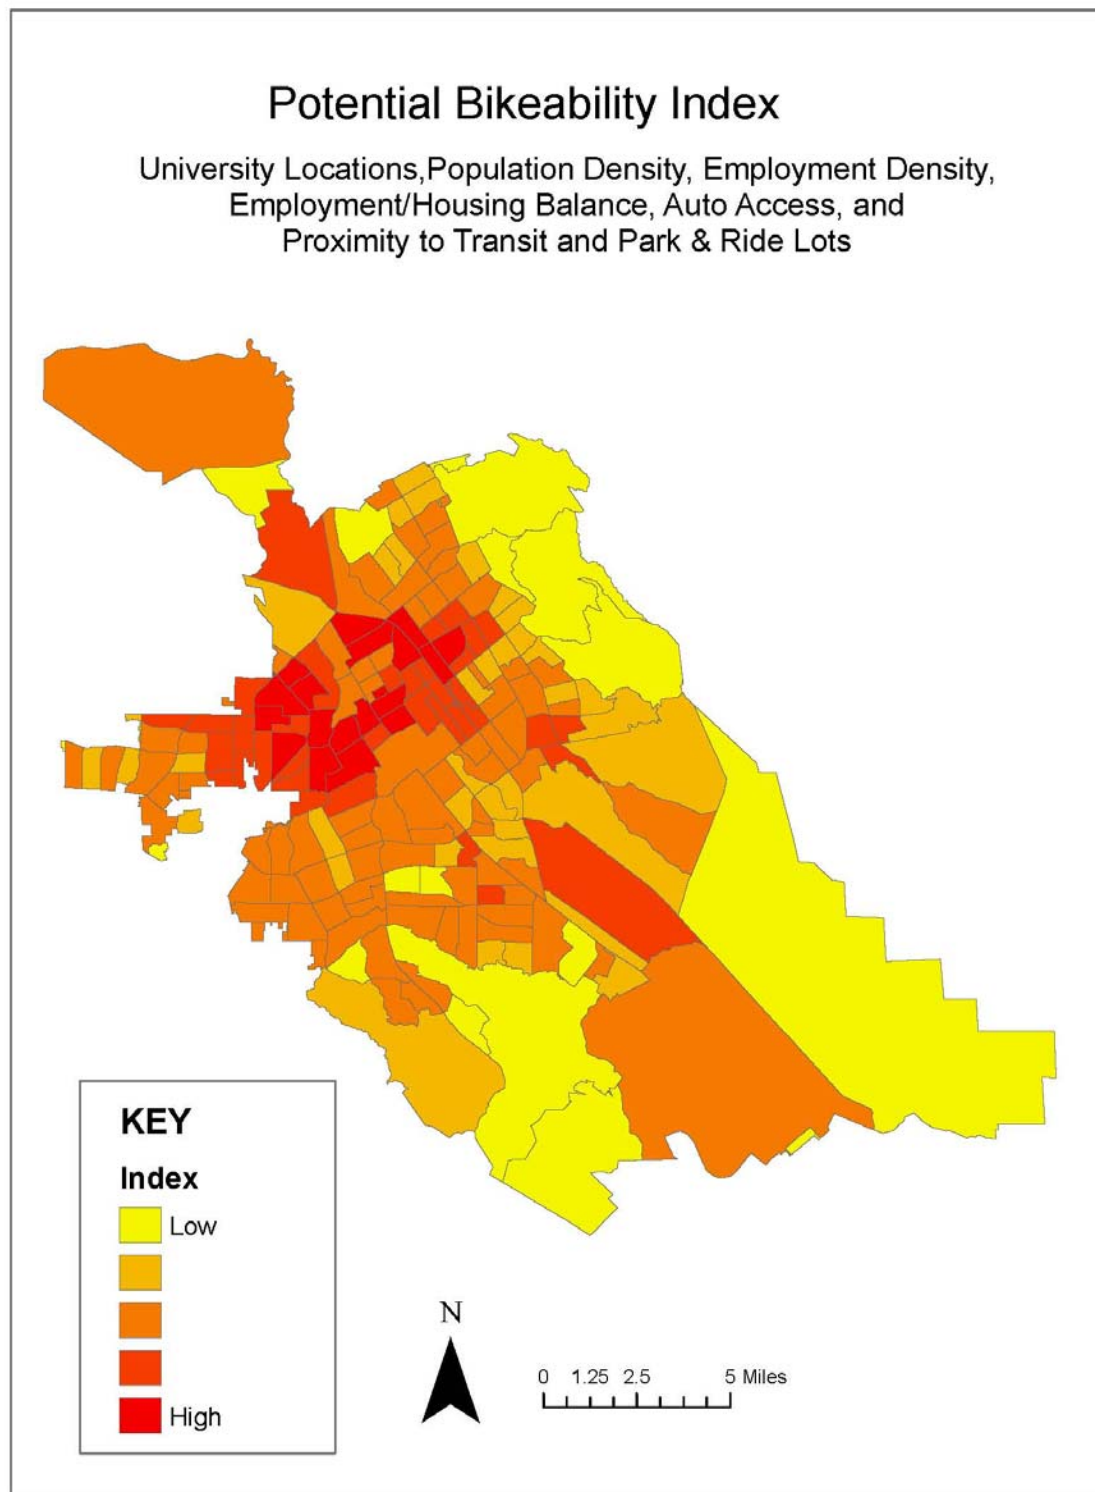 Potential Bikeability Index
University Locations,Population Density, Employment Density,
Employment/Housing Balance, Auto Access, and
Proximity to Transit and Park & Ride Lots
KEY
Index
Low
High
N
0 1.25 2.5 5 Miles